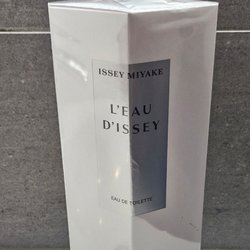 ISSEY MIYAKE
L'EAU
D'ISSEY
EAU DE TOILETTE